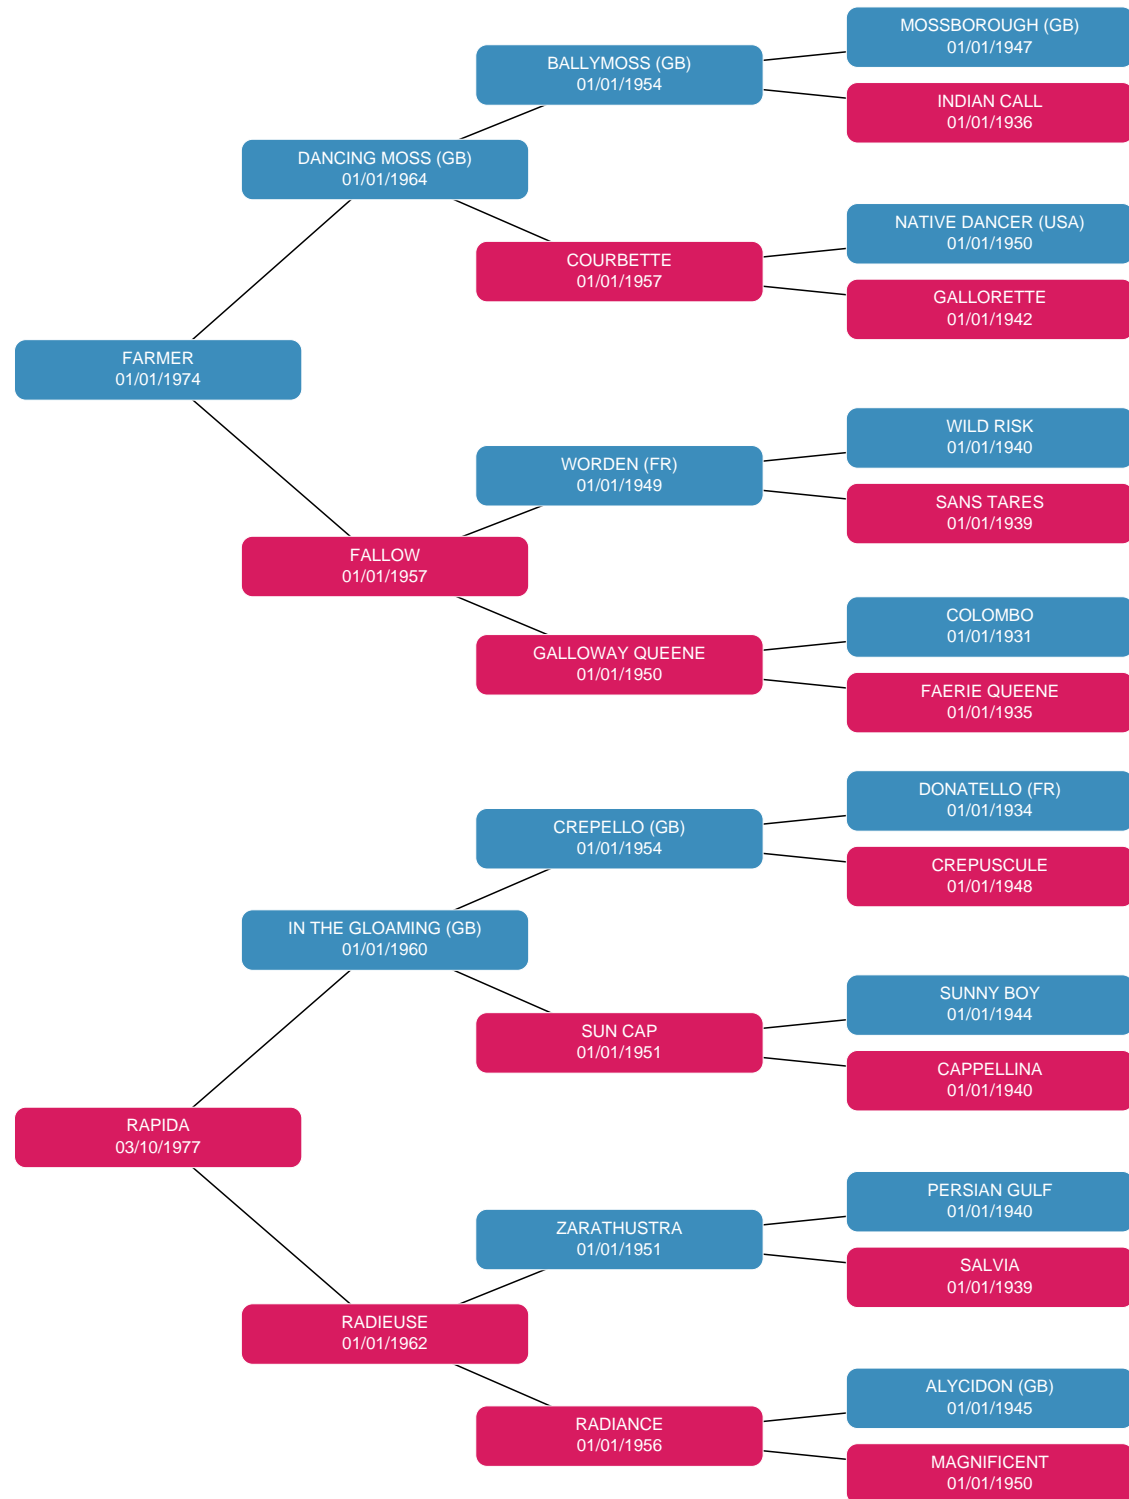 MOSSBOROUGH (GB)
01/01/1947
BALLYMOSS (GB)
01/01/1954
INDIAN CALL
01/01/1936
DANCING MOSS (GB)
01/01/1964
NATIVE DANCER (USA)
01/01/1950
COURBETTE
01/01/1957
GALLORETTE
01/01/1942
FARMER
01/01/1974
WILD RISK
01/01/1940
WORDEN (FR)
01/01/1949
SANS TARES
01/01/1939
FALLOW
01/01/1957
COLOMBO
01/01/1931
GALLOWAY QUEENE
01/01/1950
FAERIE QUEENE
01/01/1935
DONATELLO (FR)
01/01/1934
CREPELLO (GB)
01/01/1954
CREPUSCULE
01/01/1948
IN THE GLOAMING (GB)
01/01/1960
SUNNY BOY
01/01/1944
SUN CAP
01/01/1951
CAPPELLINA
01/01/1940
RAPIDA
03/10/1977
PERSIAN GULF
01/01/1940
ZARATHUSTRA
01/01/1951
SALVIA
01/01/1939
RADIEUSE
01/01/1962
ALYCIDON (GB)
01/01/1945
RADIANCE
01/01/1956
MAGNIFICENT
01/01/1950